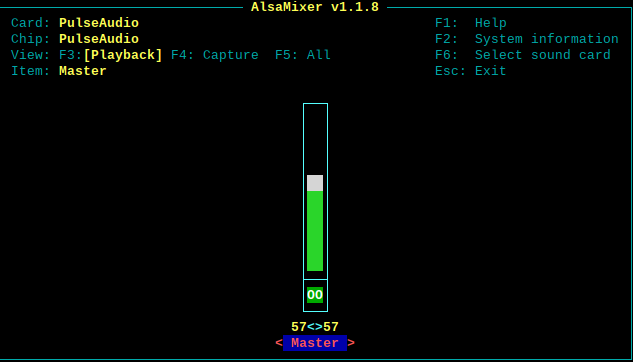 AlsaMixer v1.1.8
Card: PulseAudio F1: Help
Chip: PulseAudio F2: System information
View: F3:[Playback] F4: Capture F5: All F6: Select sound card
Item: Master Esc: Exit
OO
57<>57
< Master >